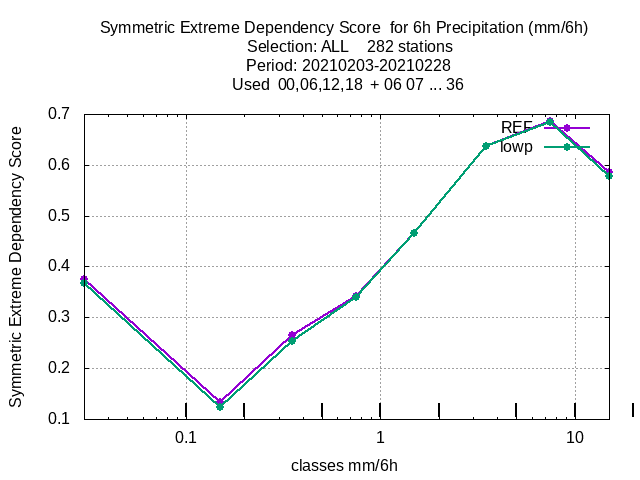 Symmetric Extreme Dependency Score  for 6h Precipitation (mm/6h)
Selection: ALL    282 stations
Period: 20210203-20210228
Used  00,06,12,18  + 06 07 ... 36
Symmetric Extreme Dependency Score
0.7
0.6
0.5
0.4
0.3
0.2
0.1
REF
lowp
0.1
1
10
classes mm/6h